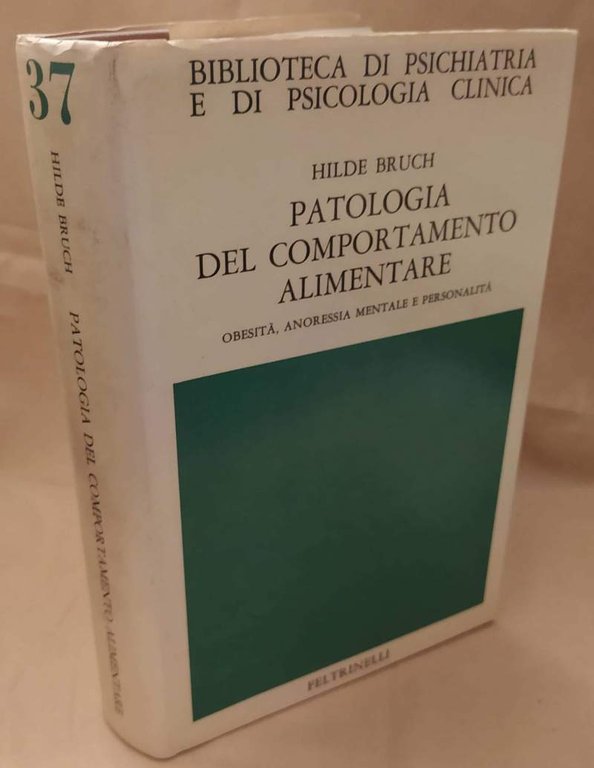 37
HILDE BRUCH
PATOLOGIA DEL COMPORTAMENTO ALIMENTARE
BIBLIOTECA DI PSICHIATRIA
E DI PSICOLOGIA CLINICA
HILDE BRUCH
PATOLOGIA
DEL COMPORTAMENTO
ALIMENTARE
OBESITÀ, ANORESSIA MENTALE E PERSONALITÀ
FELTRINELLI